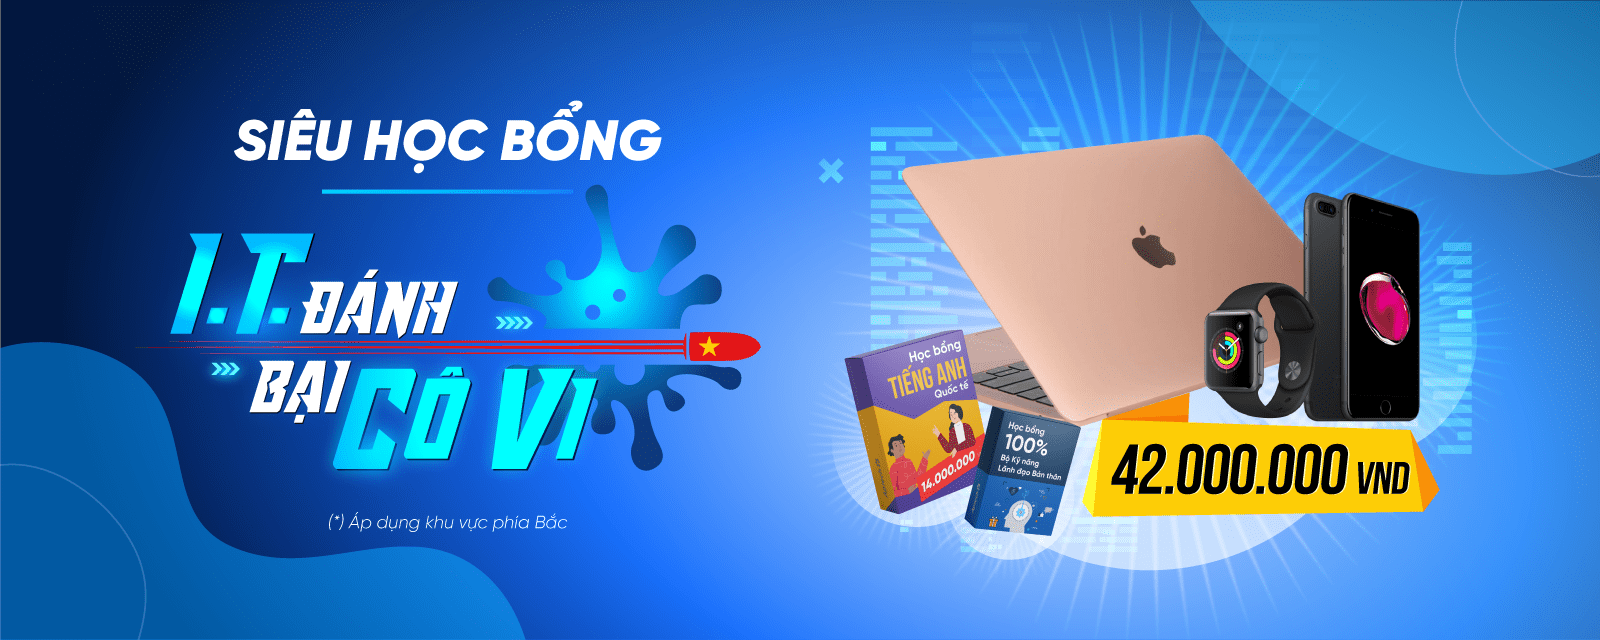 SIÊU HỌC BỔNG
I.T. ĐÁNH
BẠI CÔ VI
(*) Áp dụng khu vực phía Bắc
Học bổng
TIẾNG ANH
Quốc tế
14.000.000
Học bổng
100%
Bộ Kỹ năng
Lãnh đạo Bản thân
42.000.000 VND